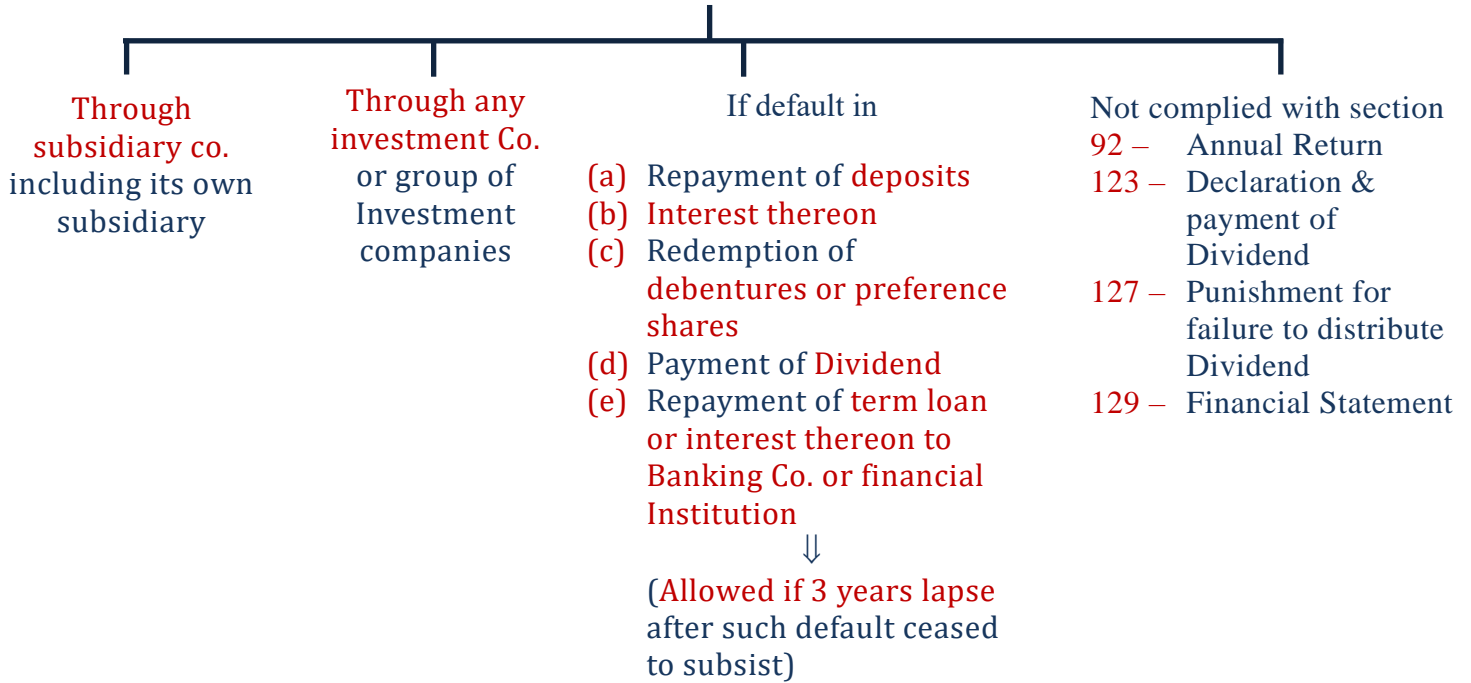 Through
subsidiary co.
including its own
subsidiary
Through any
investment Co.
or group of
Investment
companies
If default in
(a) Repayment of deposits
(b) Interest thereon
(c) Redemption of
debentures or preference
shares
(d) Payment of Dividend
(e) Repayment of term loan
or interest thereon to
Banking Co. or financial
Institution
⇓
(Allowed if 3 years lapse
after such default ceased
to subsist)
Not complied with section
92 – Annual Return
123 – Declaration &
payment of
Dividend
127 – Punishment for
failure to distribute
Dividend
129 – Financial Statement